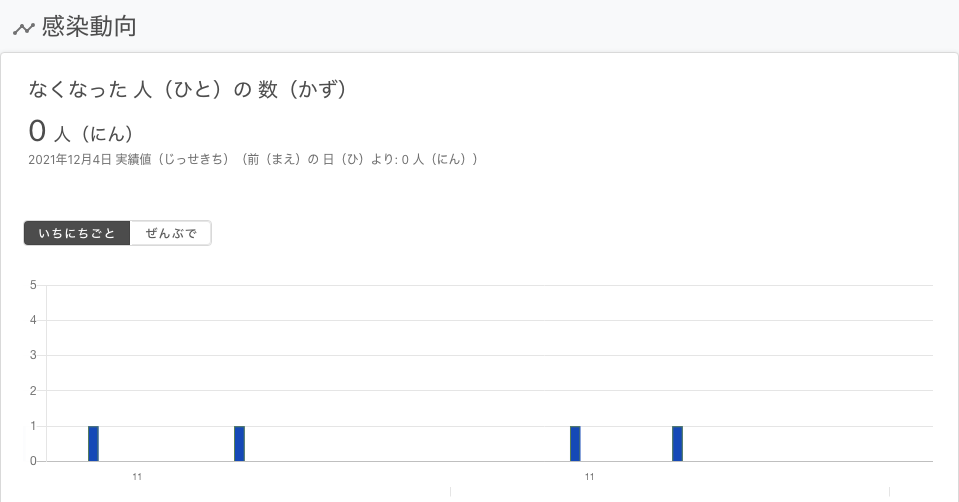 感染動向
なくなった 人（ひと）の 数（かず）
0 人（にん）
2021年12月4日 実績値（じっせきち）（前（まえ）の 日（ひ）より: 0 人（にん））
いちにちごと ぜんぶで
5
4
3
2
1
0
11 11